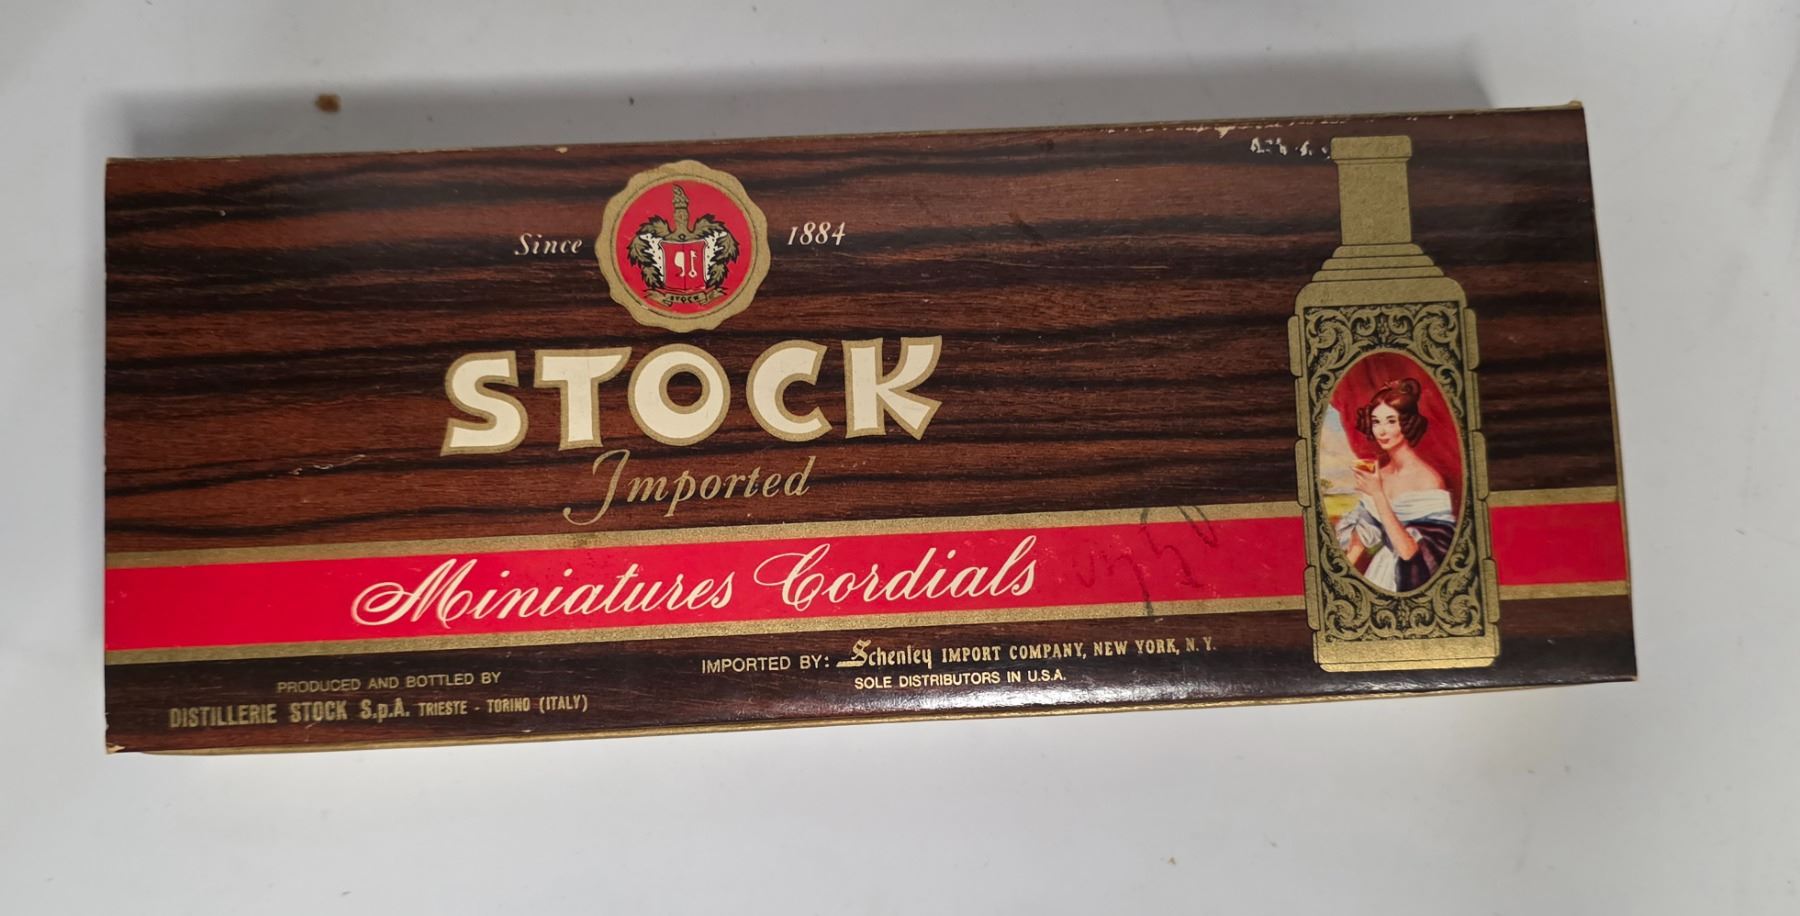 Since 1884
STOCK
STOCK
Imported
Miniatures Cordials
IMPORTED BY: Schenley IMPORT COMPANY, NEW YORK, N.Y.
SOLE DISTRIBUTORS IN U.S.A.
PRODUCED AND BOTTLED BY
DISTILLERIE STOCK S.p.A. TRIESTE - TORINO (ITALY)